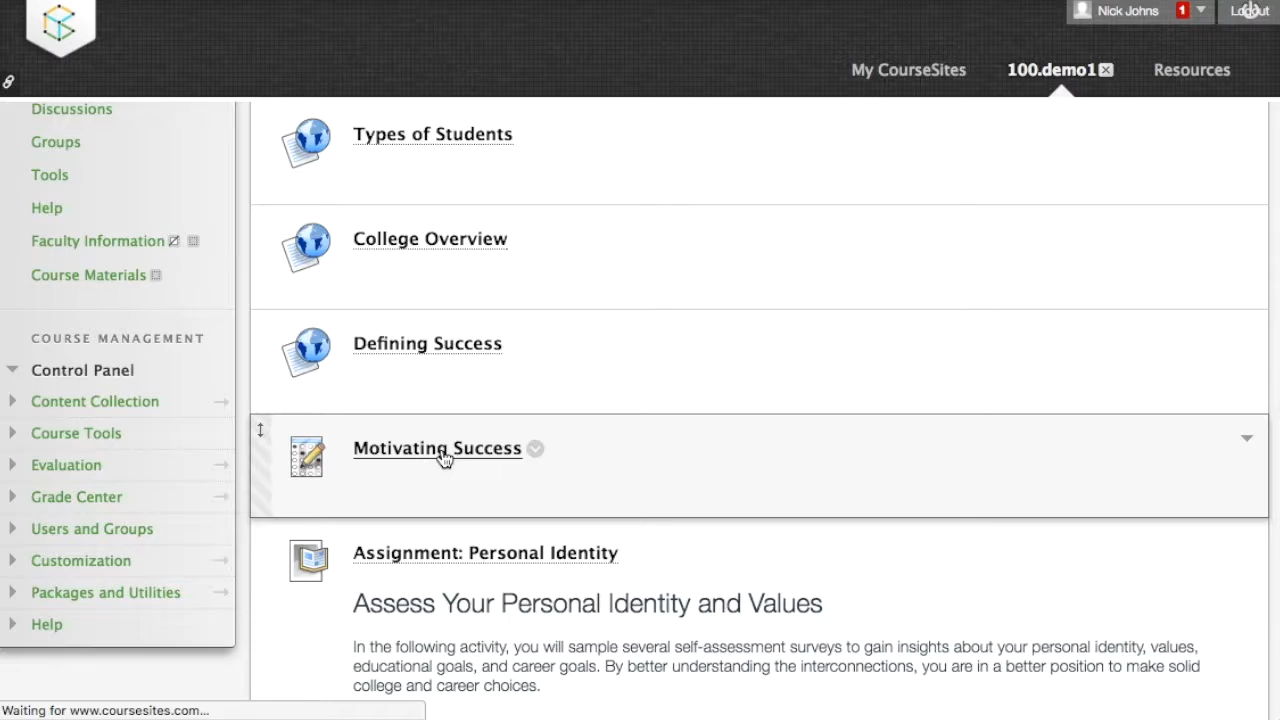 Nick Johns 1 Logout
My CourseSites 100.demo1 Resources
Discussions
Groups
Tools
Help
Faculty Information
Course Materials
COURSE MANAGEMENT
Control Panel
Content Collection
Course Tools
Evaluation
Grade Center
Users and Groups
Customization
Packages and Utilities
Help
Types of Students
College Overview
Defining Success
Motivating Success
Assignment: Personal Identity
Assess Your Personal Identity and Values
In the following activity, you will sample several self-assessment surveys to gain insights about your personal identity, values,
educational goals, and career goals. By better understanding the interconnections, you are in a better position to make solid
college and career choices.
Waiting for www.coursesites.com...